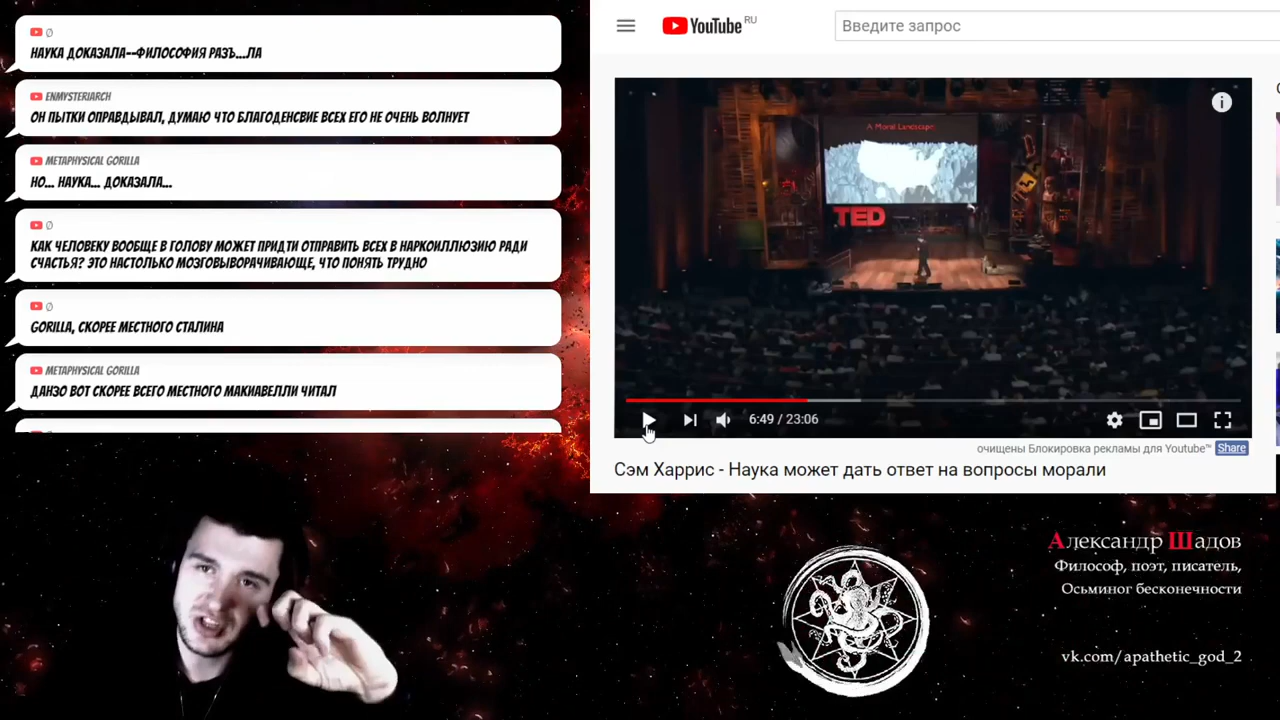 Ø
НАУКА ДОКАЗАЛА--ФИЛОСОФИЯ РАЗЪ...ЛА
ENMYSTERIARCH
ОН ПЫТКИ ОПРАВДЫВАЛ, ДУМАЮ ЧТО БЛАГОДЕНСВИЕ ВСЕХ ЕГО НЕ ОЧЕНЬ ВОЛНУЕТ
METAPHYSICAL GORILLA
НО... НАУКА... ДОКАЗАЛА...
Ø
КАК ЧЕЛОВЕКУ ВООБЩЕ В ГОЛОВУ МОЖЕТ ПРИДТИ ОТПРАВИТЬ ВСЕХ В НАРКОИЛЛЮЗИЮ РАДИ
СЧАСТЬЯ? ЭТО НАСТОЛЬКО МОЗГОВЫВОРАЧИВАЮЩЕ, ЧТО ПОНЯТЬ ТРУДНО
Ø
GORILLA, СКОРЕЕ МЕСТНОГО СТАЛИНА
METAPHYSICAL GORILLA
ДАНЗО ВОТ СКОРЕЕ ВСЕГО МЕСТНОГО МАКИАВЕЛЛИ ЧИТАЛ
YouTube RU
Введите запрос
A Moral Landscape
TED
6:49 / 23:06
очищены Блокировка рекламы для Youtube™ Share
Сэм Харрис - Наука может дать ответ на вопросы морали
Александр Шадов
Философ, поэт, писатель,
Осьминог бесконечности
vk.com/apathetic_god_2